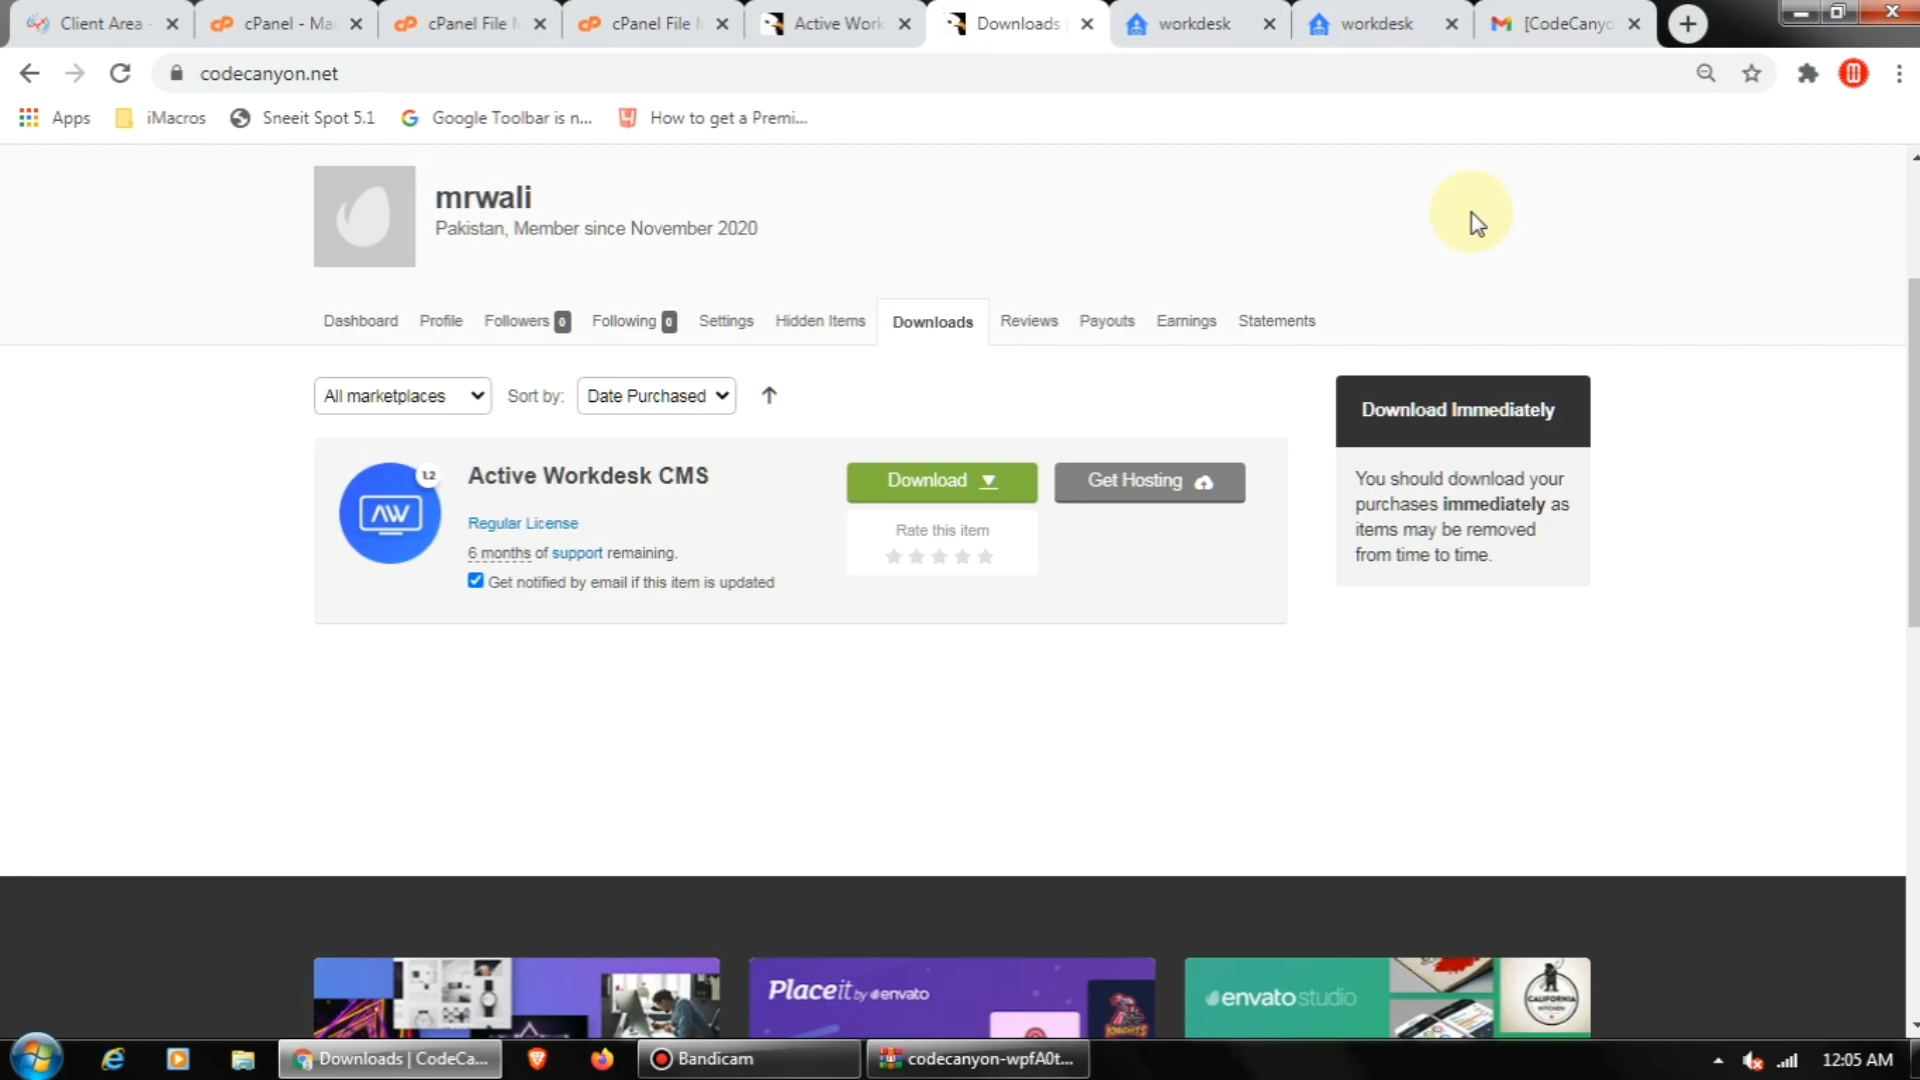 Client Area -
cPanel - Ma
cPanel File M
cPanel File M
Active Work
Downloads
workdesk
workdesk
[CodeCanyo
codecanyon.net
Apps
iMacros
Sneeit Spot 5.1
Google Toolbar is n...
How to get a Premi...
mrwali
Pakistan, Member since November 2020
Dashboard
Profile
Followers 0
Following 0
Settings
Hidden Items
Downloads
Reviews
Payouts
Earnings
Statements
All marketplaces
Sort by:
Date Purchased
Download Immediately
You should download your
purchases immediately as
items may be removed
from time to time.
AW
Active Workdesk CMS
Regular License
6 months of support remaining.
Get notified by email if this item is updated
Download
Get Hosting
Rate this item
Placeit by envato
KNIGHTS
envato studio
CALIFORNIA
KITCHEN
Downloads | CodeCa...
Bandicam
codecanyon-wpfA0t...
12:05 AM